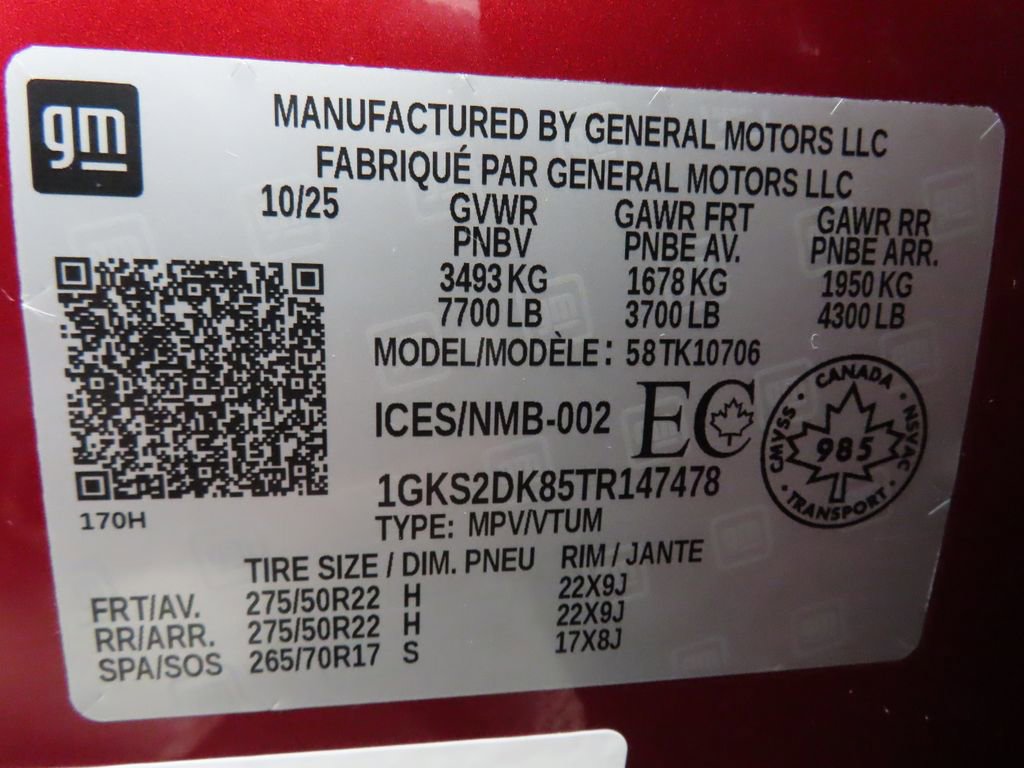 gm
MANUFACTURED BY GENERAL MOTORS LLC
FABRIQUÉ PAR GENERAL MOTORS LLC
10/25 GVWR GAWR FRT GAWR RR
PNBV PNBE AV. PNBE ARR.
3493 KG 1678 KG 1950 KG
7700 LB 3700 LB 4300 LB
MODEL/MODÈLE: 58TK10706
ICES/NMB-002 EC
CANADA
CMVSS · 985 · NSVAC
TRANSPORT
1GKS2DK85TR147478
170H
TYPE: MPV/VTUM
TIRE SIZE / DIM. PNEU RIM / JANTE
FRT/AV. 275/50R22 H 22X9J
RR/ARR. 275/50R22 H 22X9J
SPA/SOS 265/70R17 S 17X8J